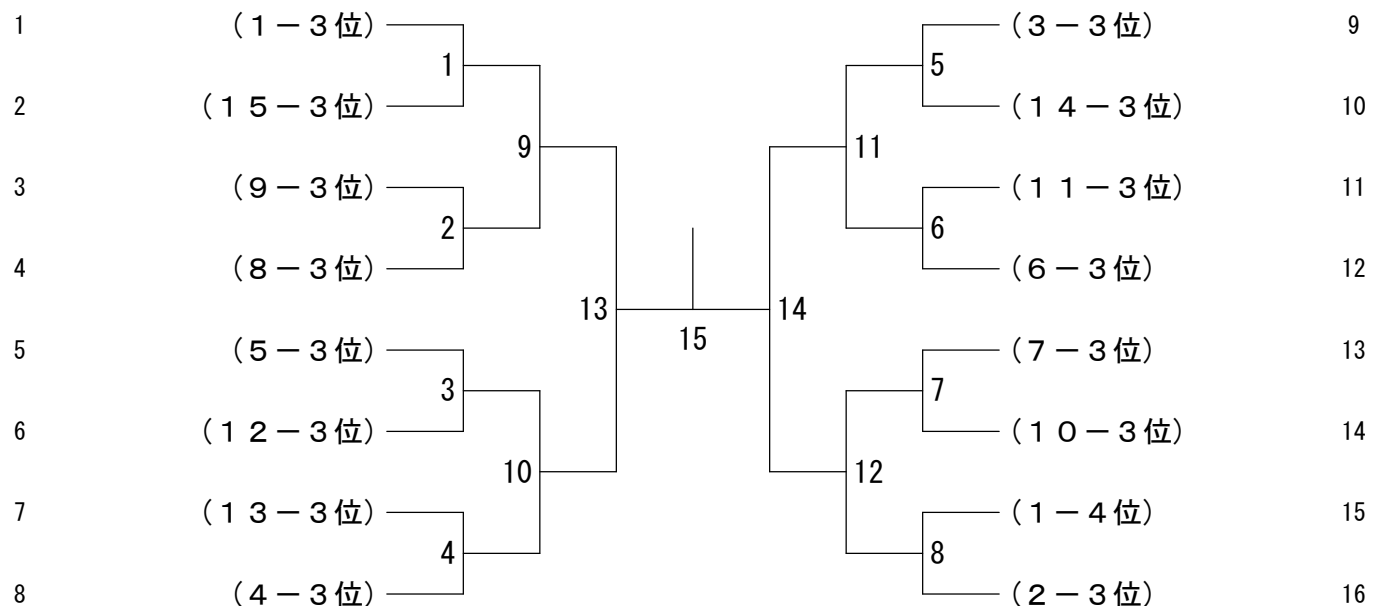 1 (1－3位) (3－3位) 9
1 5
2 (15－3位) (14－3位) 10
9 11
3 (9－3位) (11－3位) 11
2 6
4 (8－3位) (6－3位) 12
13 14
15
5 (5－3位) (7－3位) 13
3 7
6 (12－3位) (10－3位) 14
10 12
7 (13－3位) (1－4位) 15
4 8
8 (4－3位) (2－3位) 16